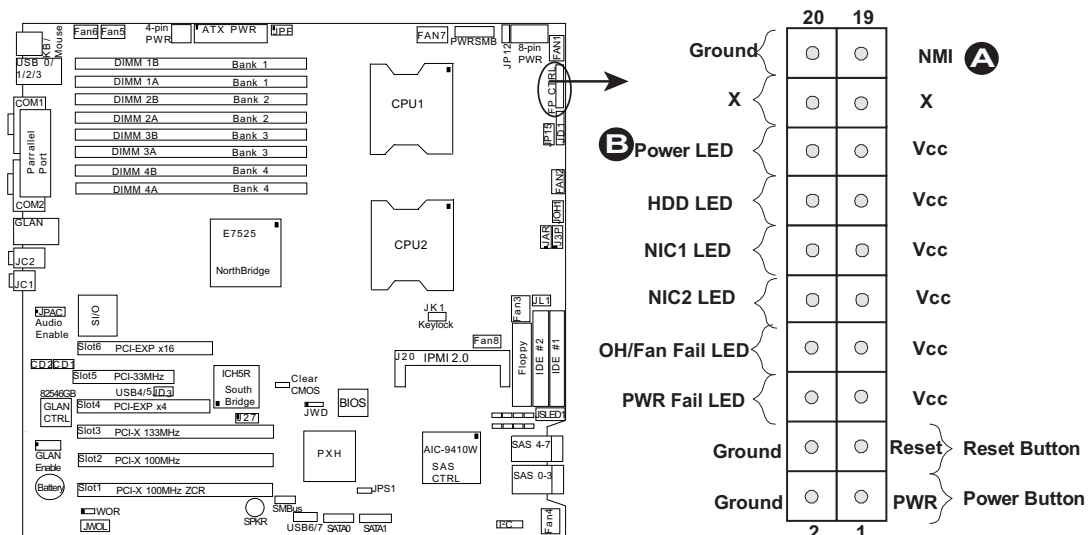 Fan6 Fan5
4-pin
PWR
ATX PWR
JPF
FAN7
PWRSMB
JP12
8-pin
PWR
FAN1
KB/
Mouse
USB 0/
1/2/3
DIMM 1B Bank 1
DIMM 1A Bank 1
DIMM 2B Bank 2
DIMM 2A Bank 2
DIMM 3B Bank 3
DIMM 3A Bank 3
DIMM 4B Bank 4
DIMM 4A Bank 4
CPU1
FP CTRL
JP15
JD1
COM1
Parrallel
Port
COM2
FAN2
JOH1
GLAN
E7525
NorthBridge
CPU2
JAR
J3P
JC2
JC1
JPAC
Audio
Enable
SI/O
JK1
Keylock
Fan3
JL1
Fan8
Slot6 PCI-EXP x16
J20 IPMI 2.0
Floppy
IDE #2
IDE #1
CD2 CD1
Slot5 PCI-33MHz
ICH5R
South
Bridge
Clear
CMOS
82546GB
GLAN
CTRL
USB4/5 JD3
Slot4 PCI-EXP x4
JWD
BIOS
J27
JSLED1
Slot3 PCI-X 133MHz
GLAN
Enable
Slot2 PCI-X 100MHz
PXH
AIC-9410W
SAS
CTRL
SAS 4-7
SAS 0-3
Battery
Slot1 PCI-X 100MHz ZCR
JPS1
WOR
JWOL
SPKR
SMBus
USB6/7
SATA0
SATA1
I²C
Fan4
20 19
Ground NMI A
X X
B Power LED Vcc
HDD LED Vcc
NIC1 LED Vcc
NIC2 LED Vcc
OH/Fan Fail LED Vcc
PWR Fail LED Vcc
Ground Reset Reset Button
Ground PWR Power Button
2 1